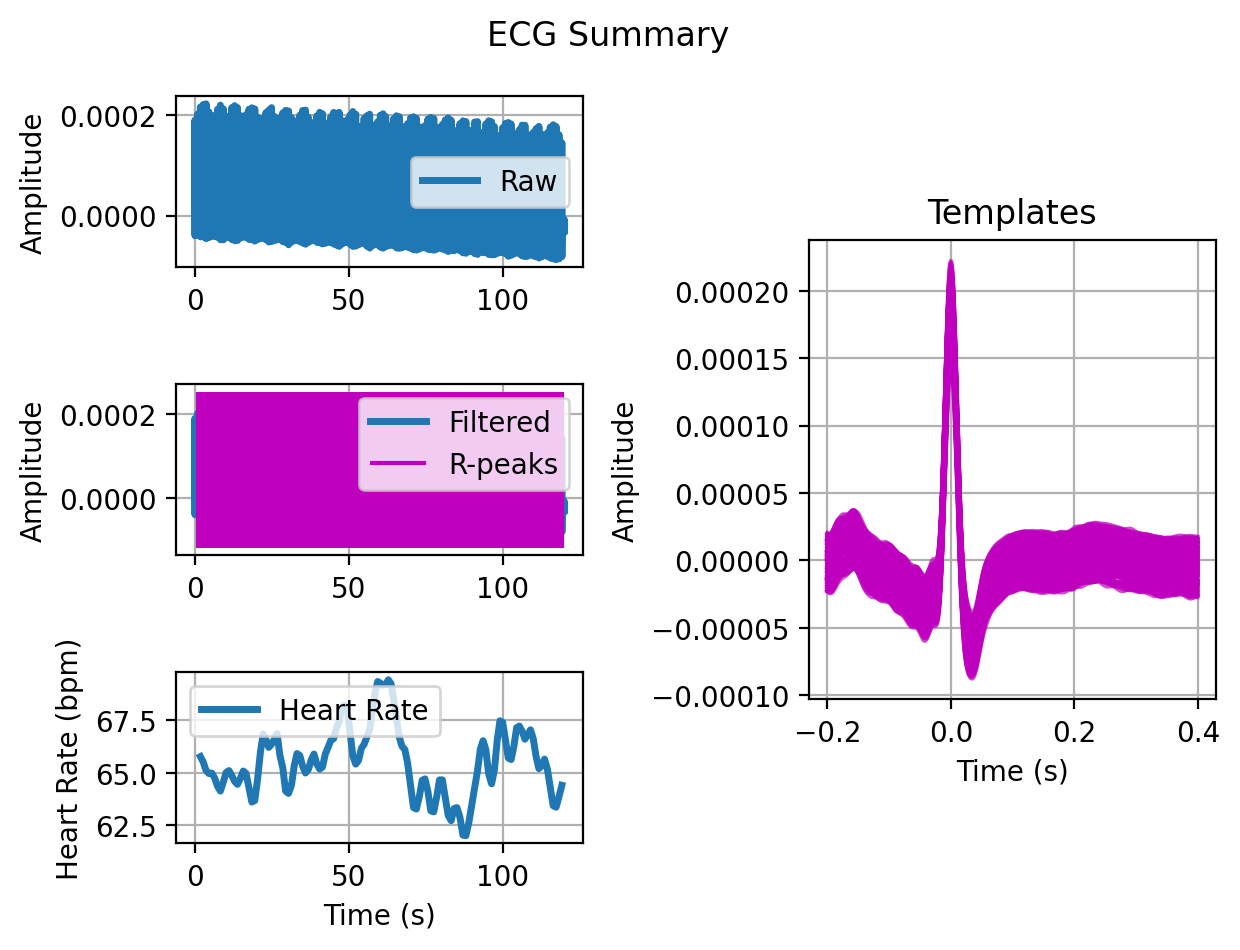 ECG Summary
Amplitude
0.0002
0.0000
Raw
0
50
100
Amplitude
0.0002
0.0000
Filtered
R-peaks
0
50
100
Heart Rate (bpm)
67.5
65.0
62.5
Heart Rate
0
50
100
Time (s)
Templates
Amplitude
0.00020
0.00015
0.00010
0.00005
0.00000
−0.00005
−0.00010
−0.2
0.0
0.2
0.4
Time (s)